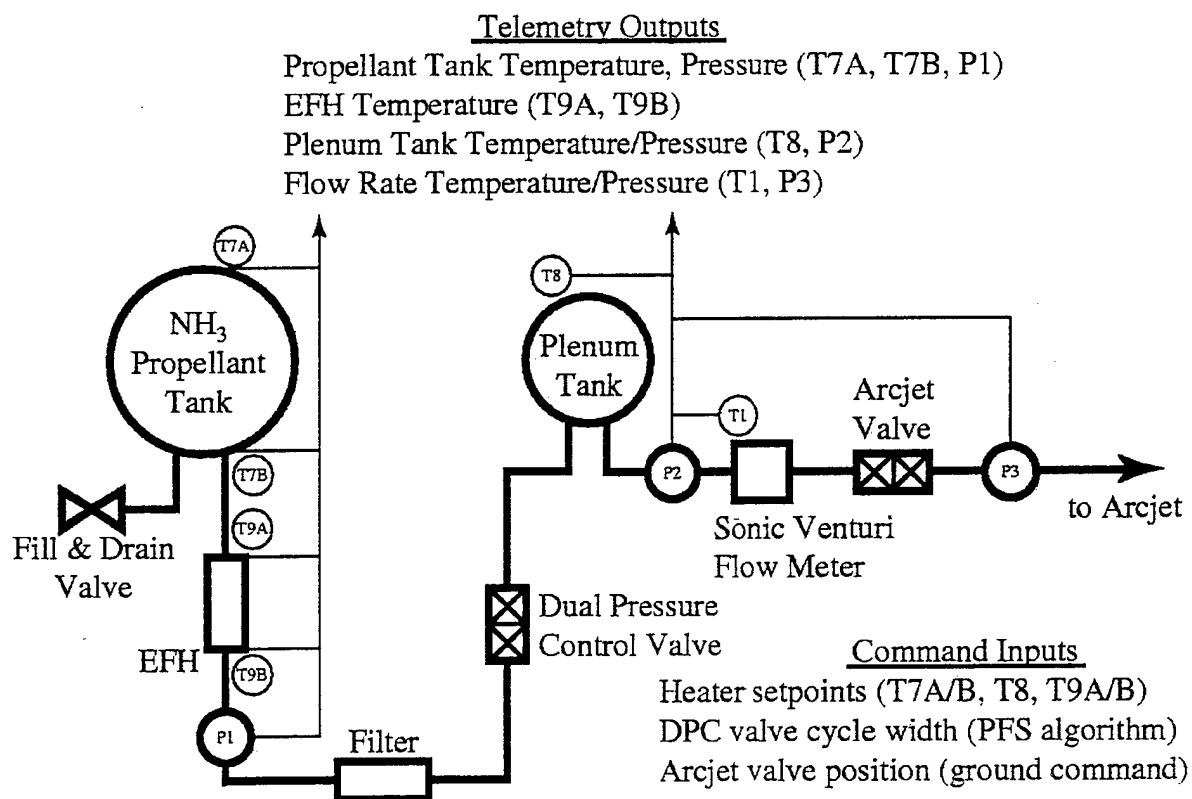 Telemetry Outputs
Propellant Tank Temperature, Pressure (T7A, T7B, P1)
EFH Temperature (T9A, T9B)
Plenum Tank Temperature/Pressure (T8, P2)
Flow Rate Temperature/Pressure (T1, P3)
T7A
T8
NH₃
Propellant
Tank
Plenum
Tank
T1
Arcjet
Valve
T7B
P2
P3
to Arcjet
T9A
Sonic Venturi
Flow Meter
Fill & Drain
Valve
Dual Pressure
Control Valve
EFH
T9B
P1
Filter
Command Inputs
Heater setpoints (T7A/B, T8, T9A/B)
DPC valve cycle width (PFS algorithm)
Arcjet valve position (ground command)